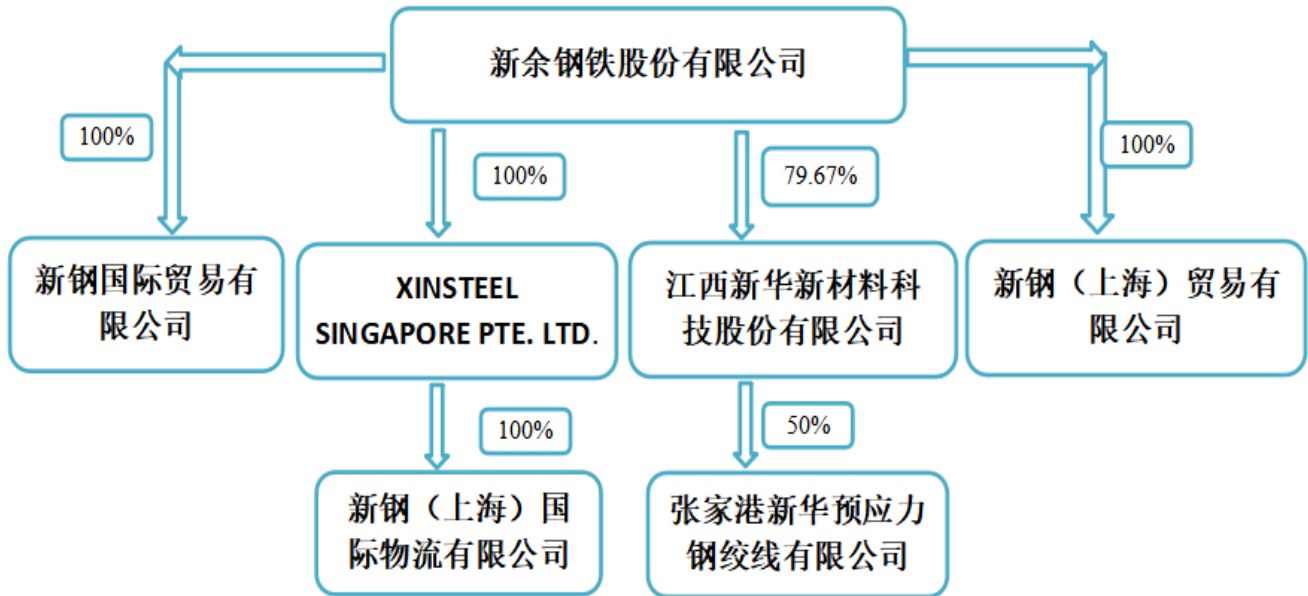 新余钢铁股份有限公司
100%
100%
79.67%
100%
新钢国际贸易有
限公司
XINSTEEL
SINGAPORE PTE. LTD.
江西新华新材料科
技股份有限公司
新钢（上海）贸易有
限公司
100%
50%
新钢（上海）国
际物流有限公司
张家港新华预应力
钢绞线有限公司